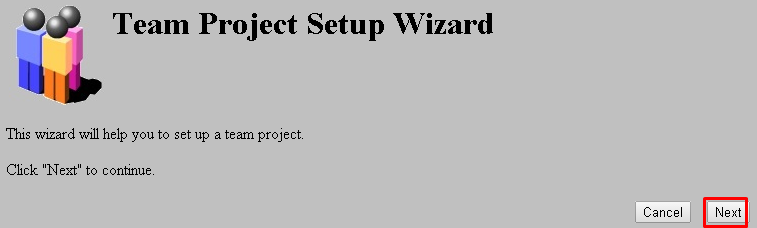 Team Project Setup Wizard
This wizard will help you to set up a team project.
Click "Next" to continue.
Cancel Next